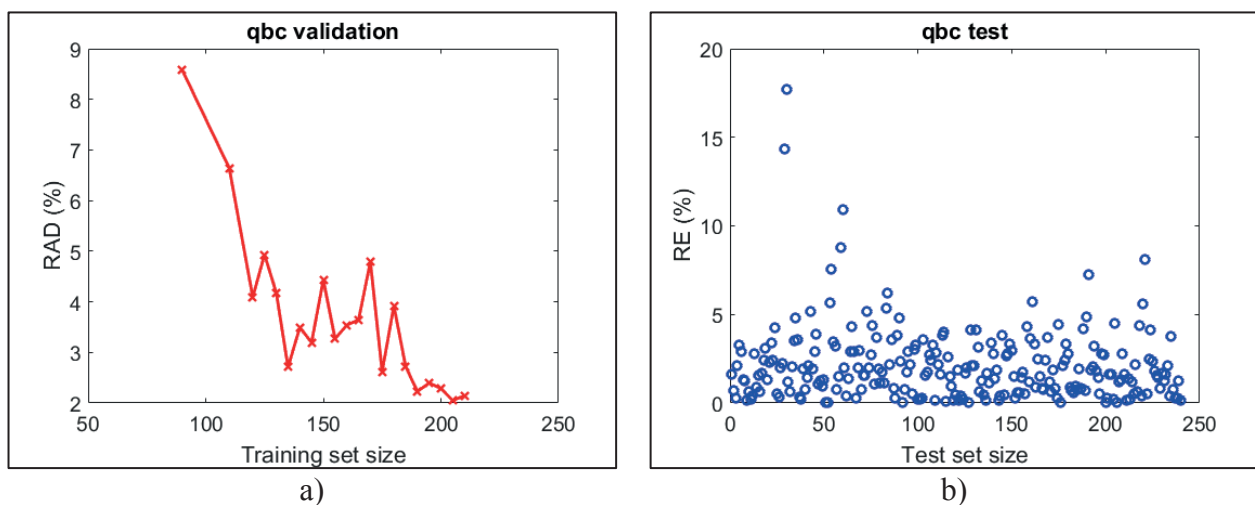 qbc validation
9
8
7
6
5
4
3
2
RAD (%)
50 100 150 200 250
Training set size
a)
qbc test
20
15
10
5
0
RE (%)
0 50 100 150 200 250
Test set size
b)